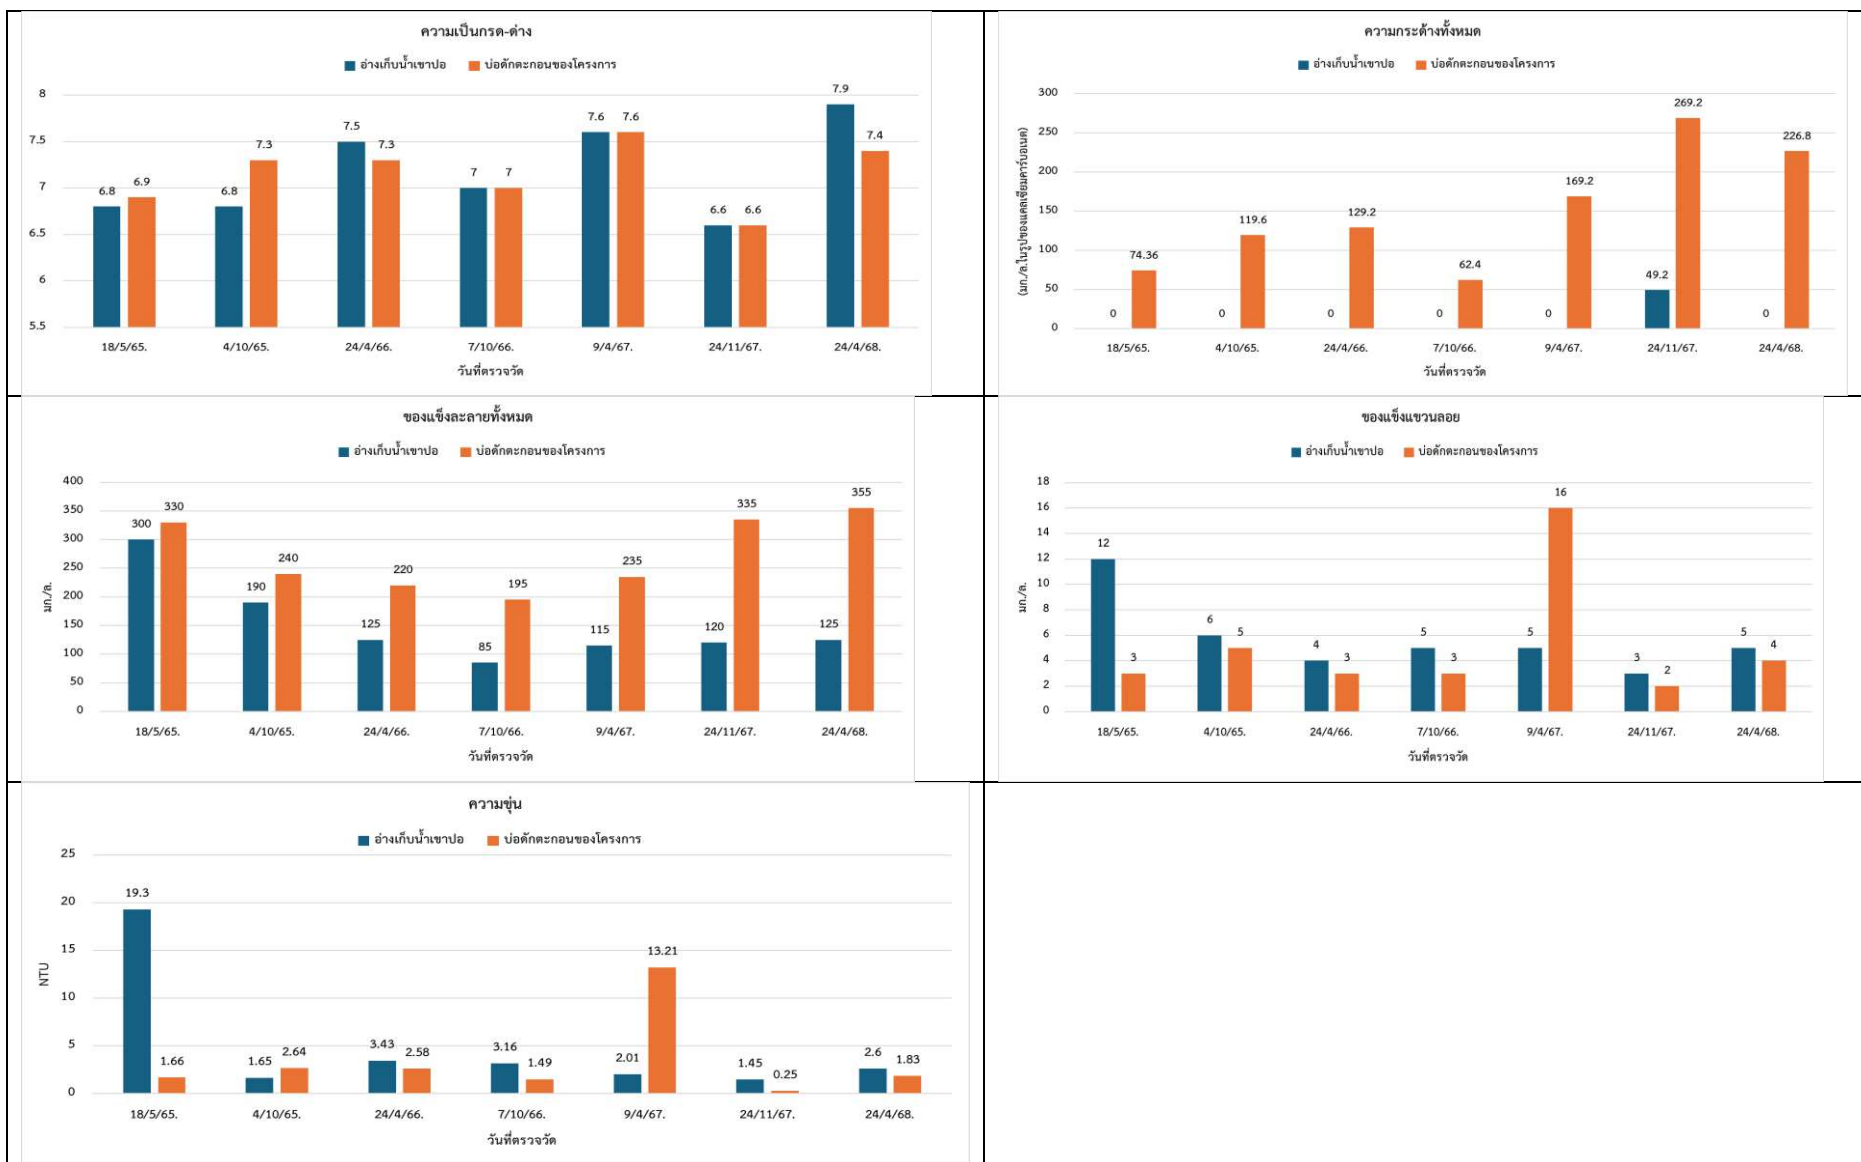 ความเป็นกรด-ด่าง
อ่างเก็บน้ำเขาปอ บ่อดักตะกอนของโครงการ
8
7.5
7
6.5
6
5.5
6.8 6.9 6.8 7.3 7.5 7.3 7 7 7.6 7.6 6.6 6.6 7.9 7.4
18/5/65. 4/10/65. 24/4/66. 7/10/66. 9/4/67. 24/11/67. 24/4/68.
วันที่ตรวจวัด
ความกระด้างทั้งหมด
อ่างเก็บน้ำเขาปอ บ่อดักตะกอนของโครงการ
(มก./ล.ในรูปของแคลเซียมคาร์บอเนต)
300
250
200
150
100
50
0
0 74.36 0 119.6 0 129.2 0 62.4 0 169.2 49.2 269.2 0 226.8
18/5/65. 4/10/65. 24/4/66. 7/10/66. 9/4/67. 24/11/67. 24/4/68.
วันที่ตรวจวัด
ของแข็งละลายทั้งหมด
อ่างเก็บน้ำเขาปอ บ่อดักตะกอนของโครงการ
มก./ล.
400
350
300
250
200
150
100
50
0
300 330 190 240 125 220 85 195 115 235 120 335 125 355
18/5/65. 4/10/65. 24/4/66. 7/10/66. 9/4/67. 24/11/67. 24/4/68.
วันที่ตรวจวัด
ของแข็งแขวนลอย
อ่างเก็บน้ำเขาปอ บ่อดักตะกอนของโครงการ
มก./ล.
18
16
14
12
10
8
6
4
2
0
12 3 6 5 4 3 5 3 5 16 3 2 5 4
18/5/65. 4/10/65. 24/4/66. 7/10/66. 9/4/67. 24/11/67. 24/4/68.
วันที่ตรวจวัด
ความขุ่น
อ่างเก็บน้ำเขาปอ บ่อดักตะกอนของโครงการ
NTU
25
20
15
10
5
0
19.3 1.66 1.65 2.64 3.43 2.58 3.16 1.49 2.01 13.21 1.45 0.25 2.6 1.83
18/5/65. 4/10/65. 24/4/66. 7/10/66. 9/4/67. 24/11/67. 24/4/68.
วันที่ตรวจวัด